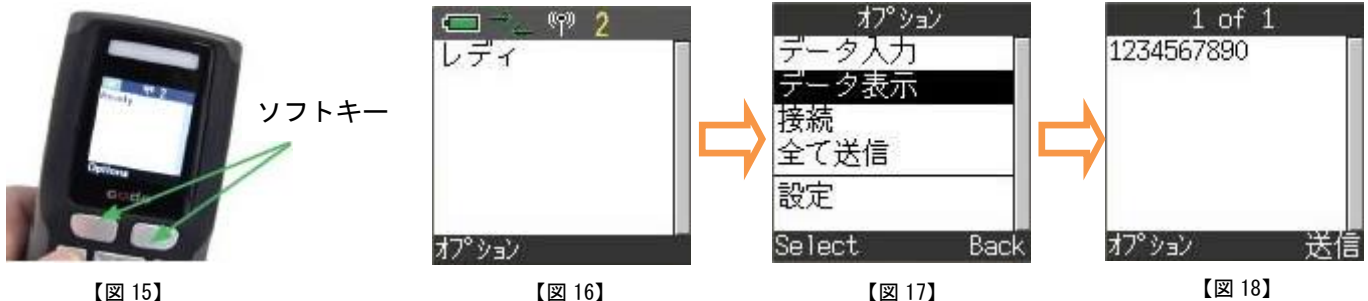 ソフトキー
2
Options
code
【図 15】
2
レディ
オプション
【図 16】
オプション
データ入力
データ表示
接続
全て送信
設定
Select Back
【図 17】
1 of 1
1234567890
オプション 送信
【図 18】